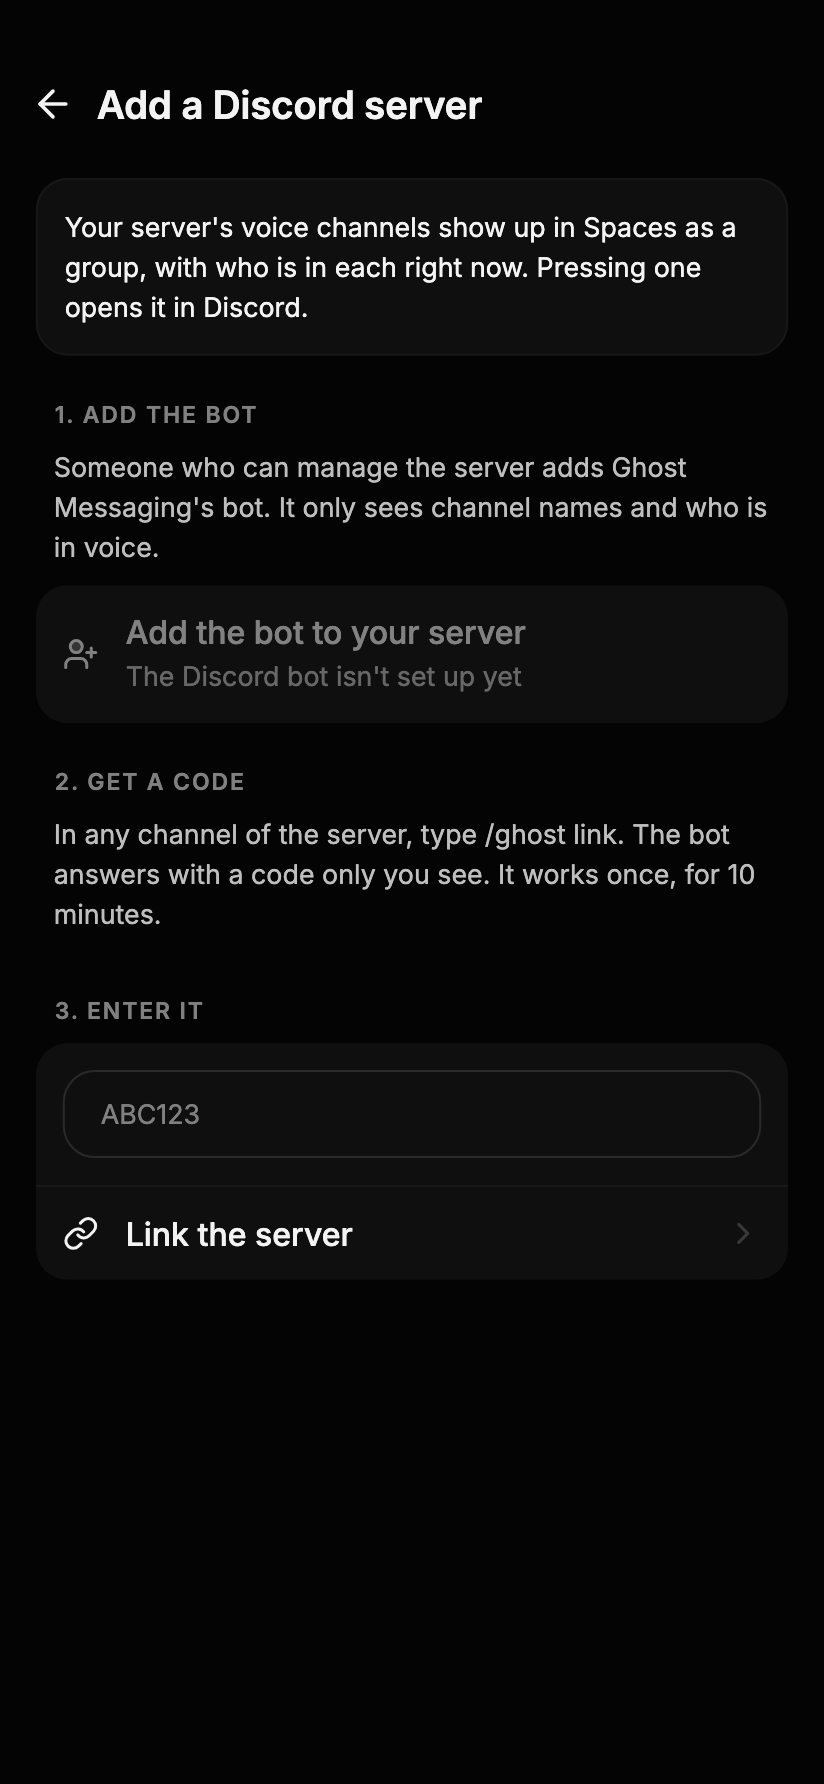 Add a Discord server
Your server's voice channels show up in Spaces as a
group, with who is in each right now. Pressing one
opens it in Discord.
1. ADD THE BOT
Someone who can manage the server adds Ghost
Messaging's bot. It only sees channel names and who is
in voice.
Add the bot to your server
The Discord bot isn't set up yet
2. GET A CODE
In any channel of the server, type /ghost link. The bot
answers with a code only you see. It works once, for 10
minutes.
3. ENTER IT
ABC123
Link the server